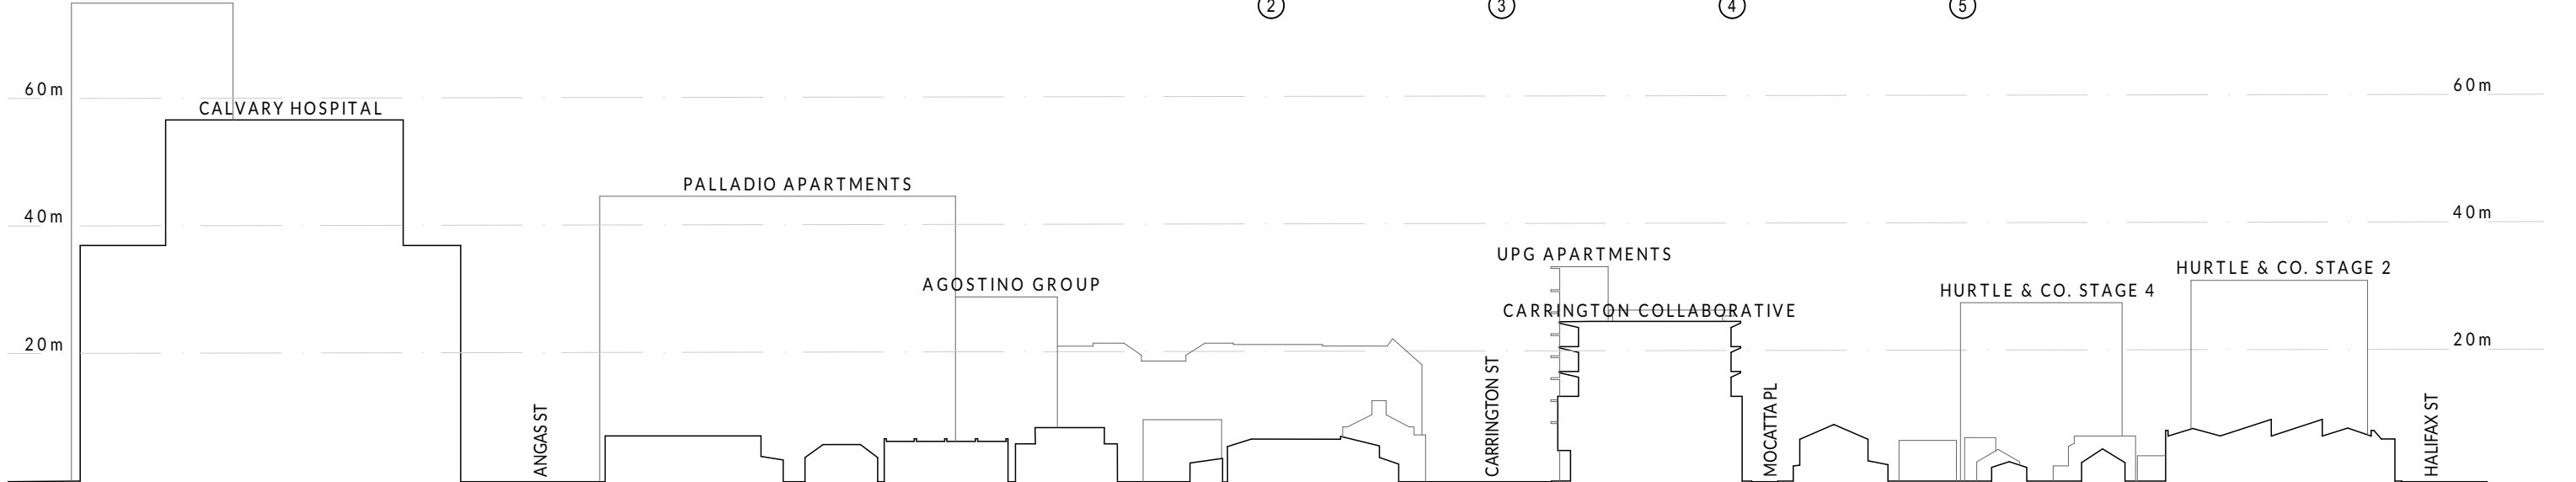 2 3 4 5
60m 60m
CALVARY HOSPITAL
PALLADIO APARTMENTS
40m 40m
UPG APARTMENTS
HURTLE & CO. STAGE 2
AGOSTINO GROUP
HURTLE & CO. STAGE 4
CARRINGTON COLLABORATIVE
20m 20m
ANGAS ST
CARRINGTON ST
MOCATTA PL
HALIFAX ST